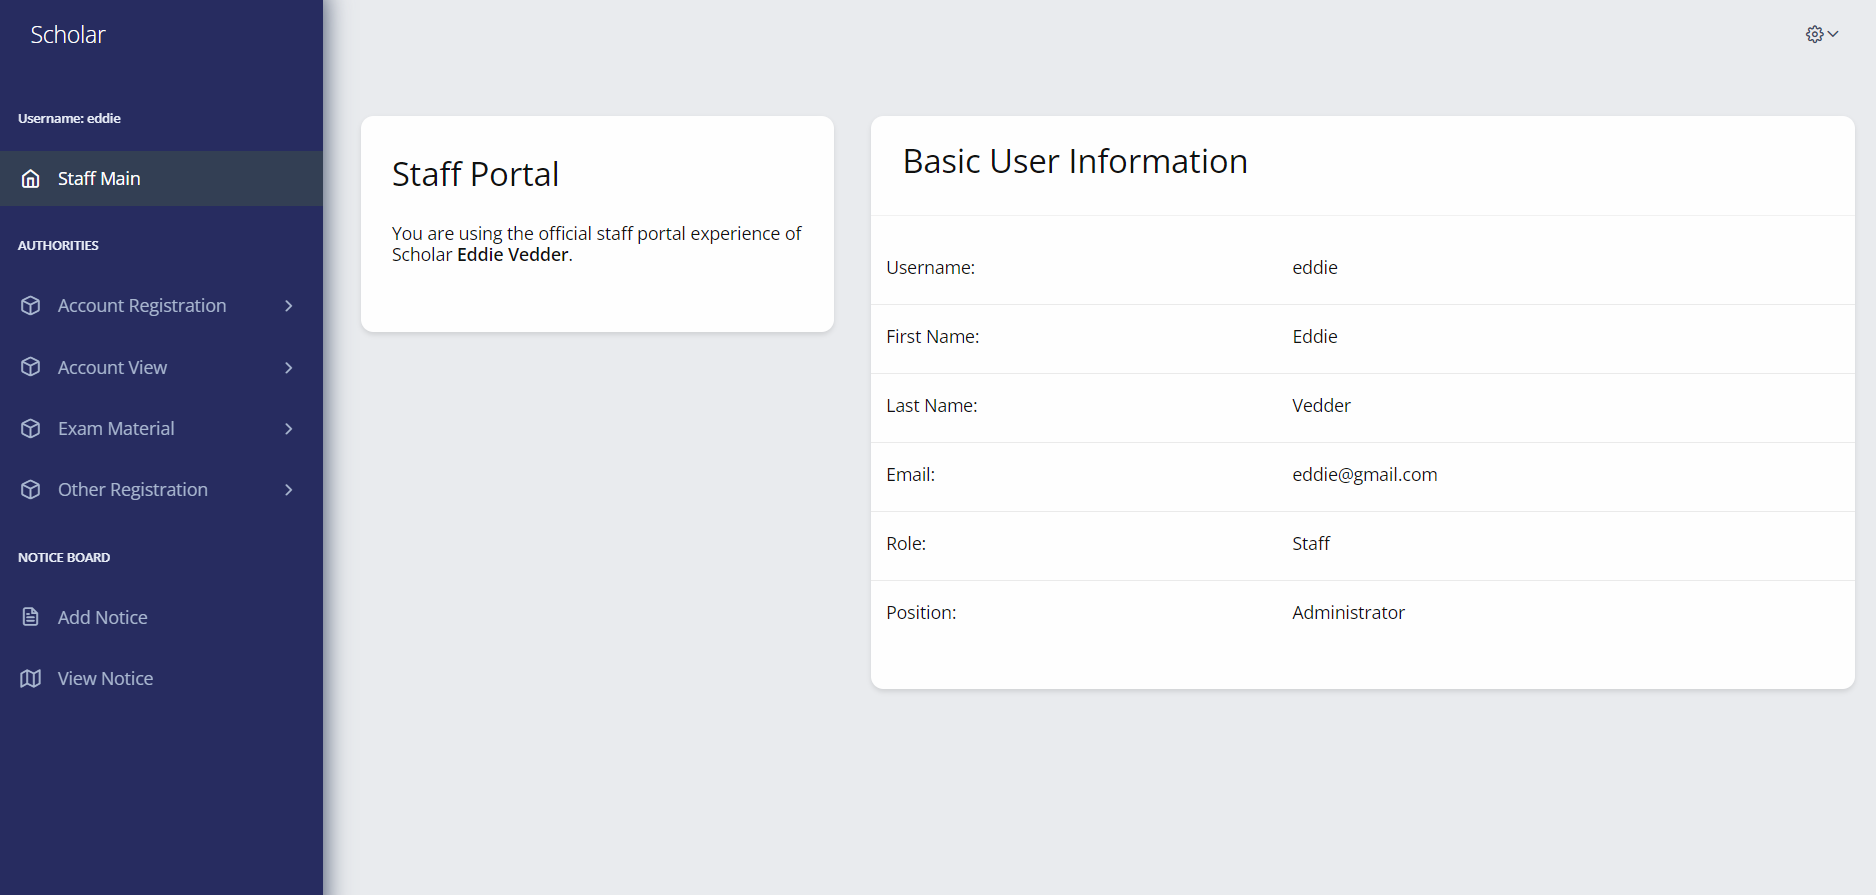 Scholar
Username: eddie
Staff Main
AUTHORITIES
Account Registration
Account View
Exam Material
Other Registration
NOTICE BOARD
Add Notice
View Notice
Staff Portal
You are using the official staff portal experience of
Scholar Eddie Vedder.
Basic User Information
Username: eddie
First Name: Eddie
Last Name: Vedder
Email: eddie@gmail.com
Role: Staff
Position: Administrator